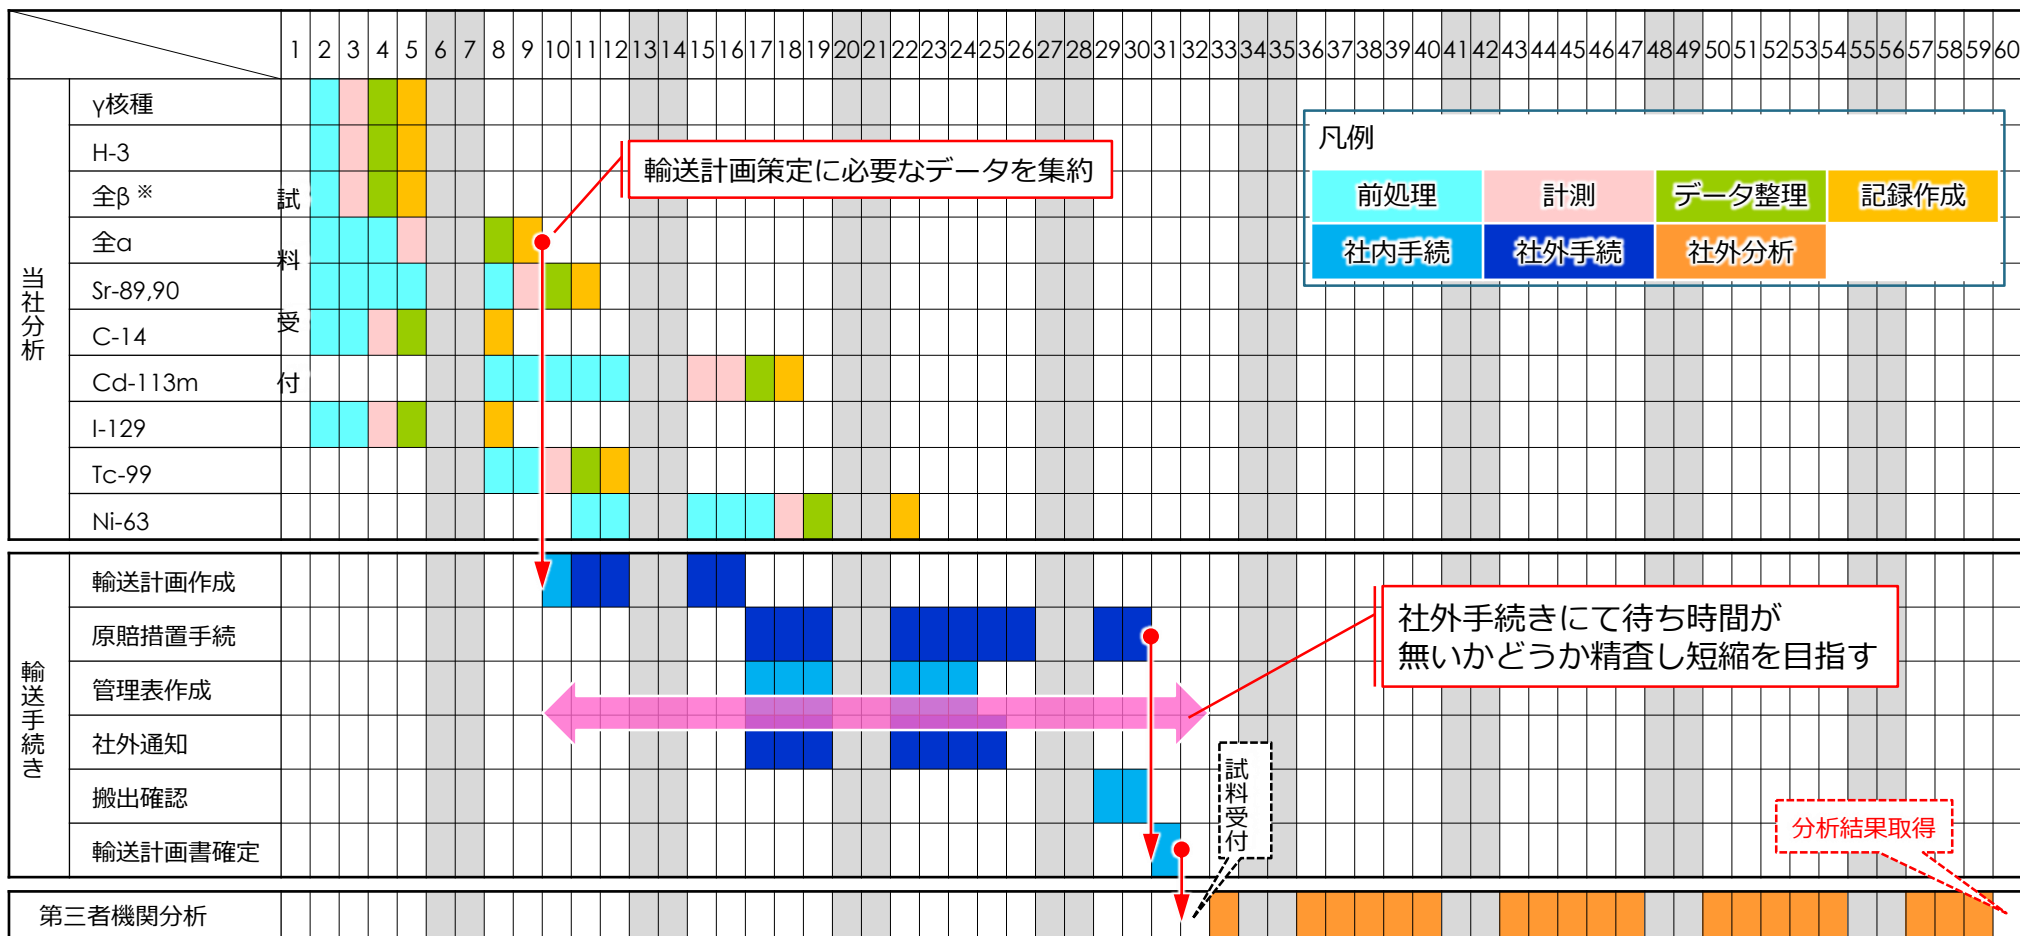 1 2 3 4 5 6 7 8 9 10 11 12 13 14 15 16 17 18 19 20 21 22 23 24 25 26 27 28 29 30 31 32 33 34 35 36 37 38 39 40 41 42 43 44 45 46 47 48 49 50 51 52 53 54 55 56 57 58 59 60
当社分析
γ核種
H-3
全β ※
全α
Sr-89,90
C-14
Cd-113m
I-129
Tc-99
Ni-63
試料受付
輸送計画策定に必要なデータを集約
凡例
前処理 計測 データ整理 記録作成
社内手続 社外手続 社外分析
輸送手続き
輸送計画作成
原賠措置手続
管理表作成
社外通知
搬出確認
輸送計画書確定
社外手続きにて待ち時間が
無いかどうか精査し短縮を目指す
試料受付
分析結果取得
第三者機関分析